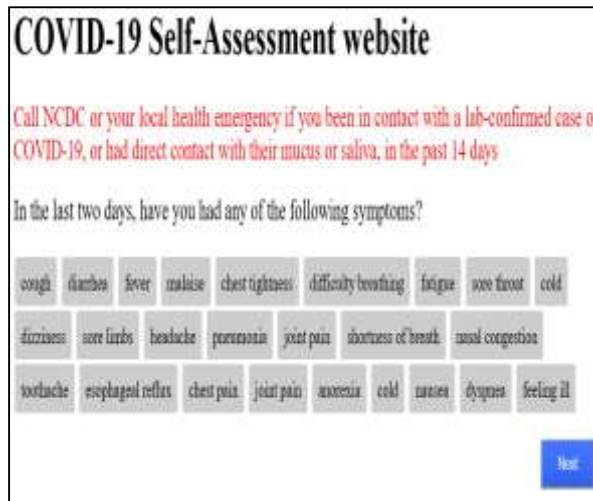 COVID-19 Self-Assessment website
Call NCDC or your local health emergency if you been in contact with a lab-confirmed case o
COVID-19, or had direct contact with their mucus or saliva, in the past 14 days
In the last two days, have you had any of the following symptoms?
cough diarrhea fever malaise chest tightness difficulty breathing fatigue sore throat cold
dizziness sore limbs headache pneumonia joint pain shortness of breath nasal congestion
toothache esophageal reflux chest pain joint pain anorexia cold nausea dyspnea feeling ill
Next